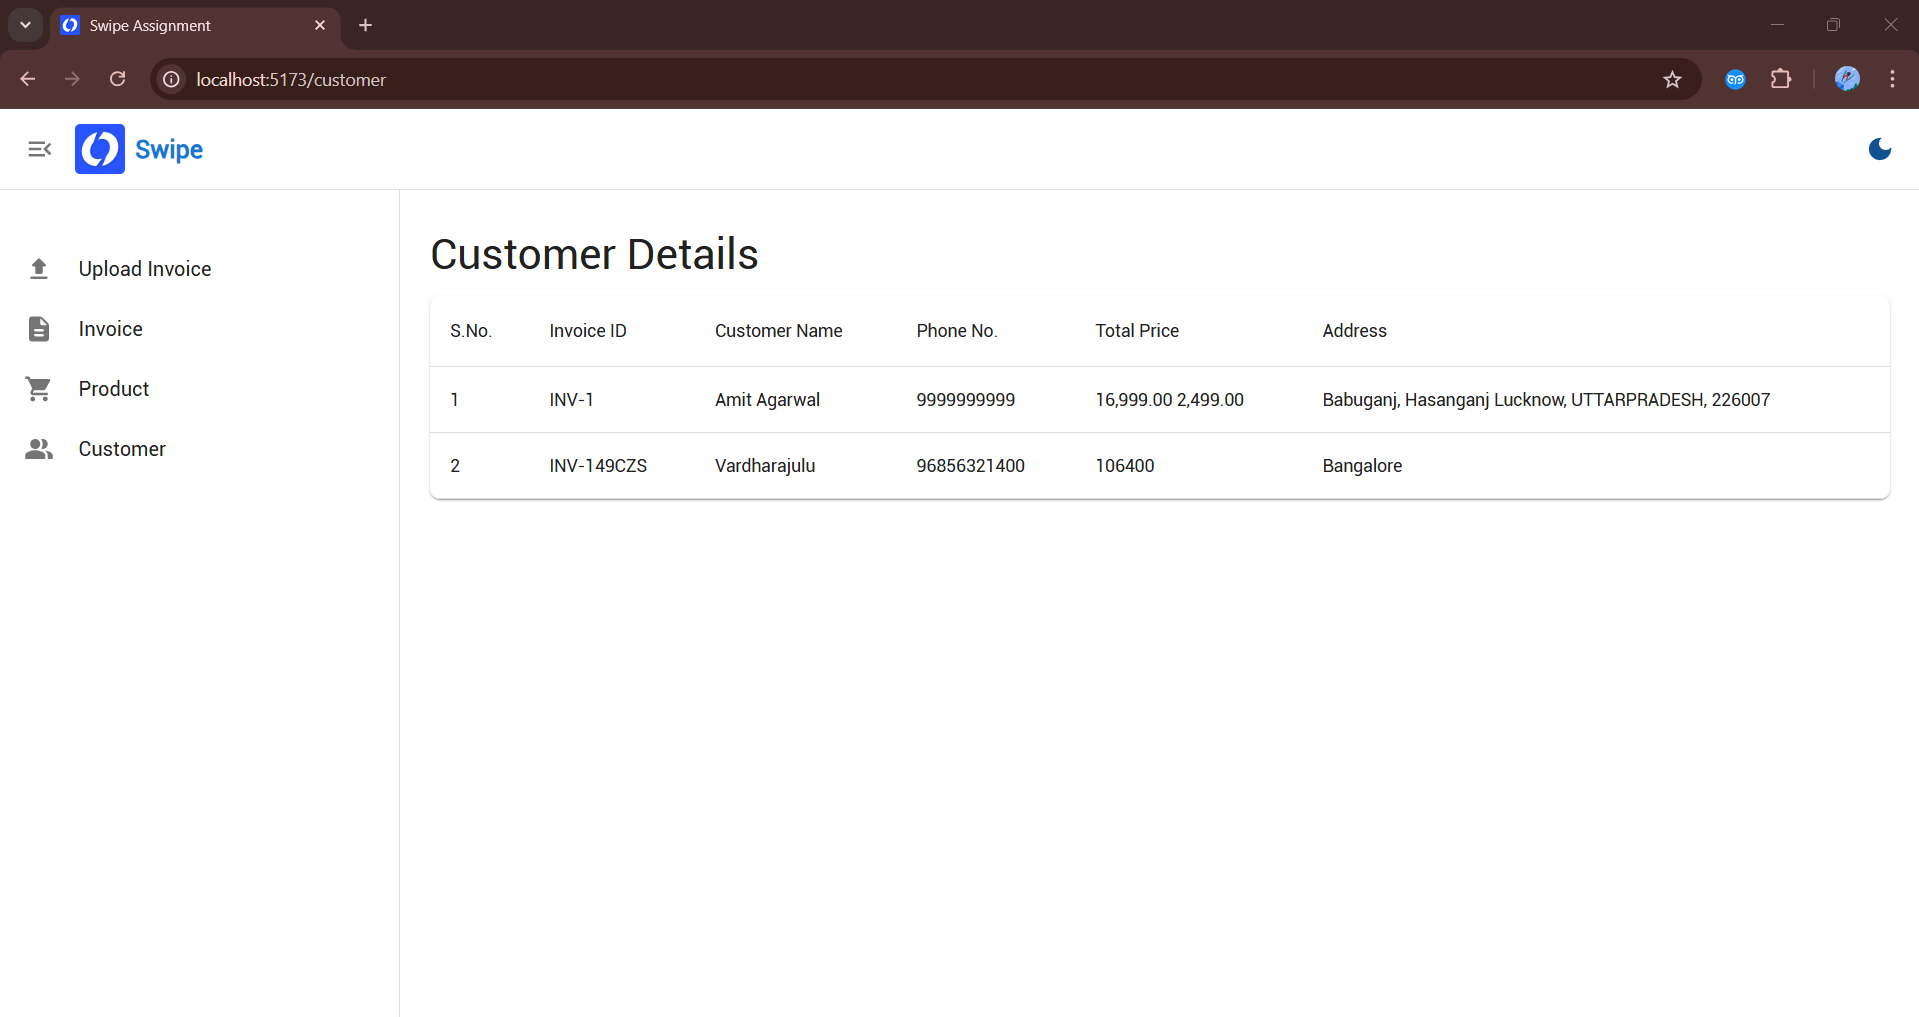 Swipe Assignment
localhost:5173/customer
Swipe
Upload Invoice
Invoice
Product
Customer
Customer Details
S.No. Invoice ID Customer Name Phone No. Total Price Address
1 INV-1 Amit Agarwal 9999999999 16,999.00 2,499.00 Babuganj, Hasanganj Lucknow, UTTARPRADESH, 226007
2 INV-149CZS Vardharajulu 96856321400 106400 Bangalore